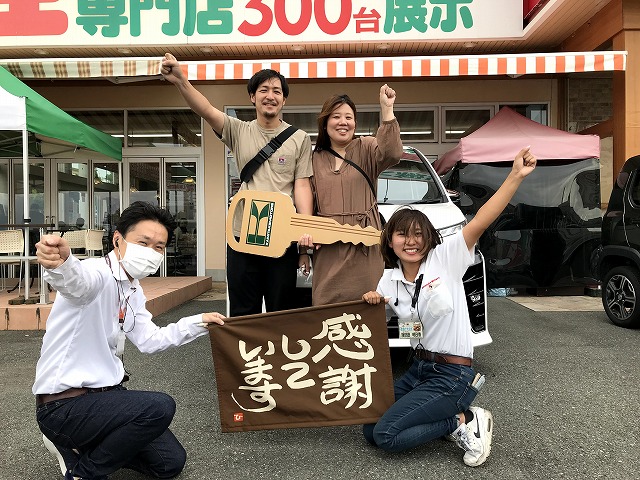 専門店300台展示
感謝
して
います